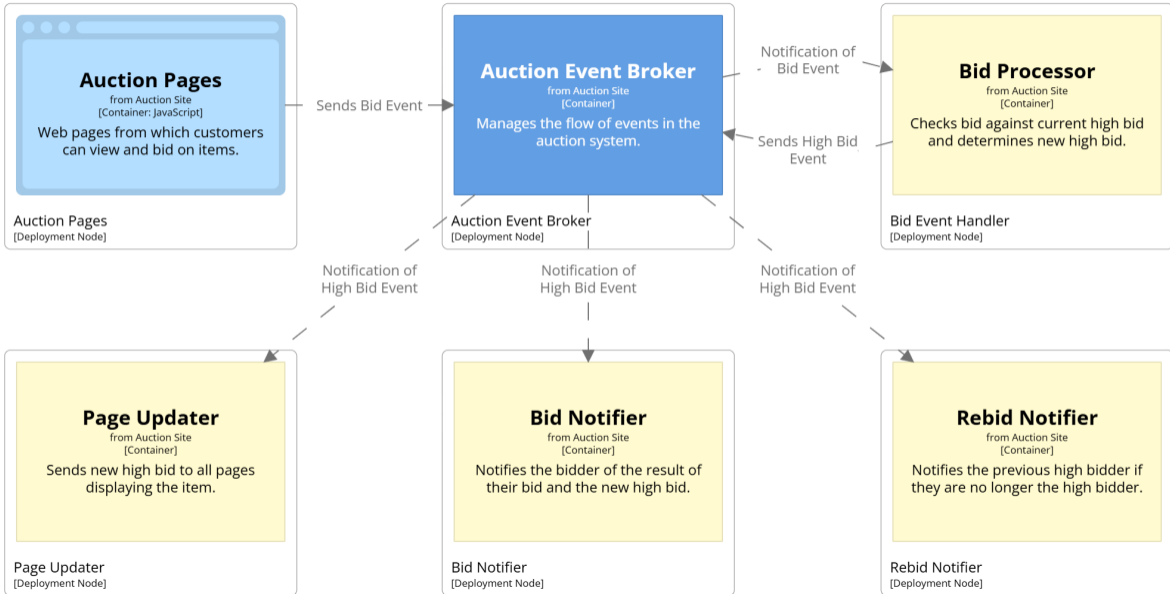 Auction Pages
from Auction Site
[Container: JavaScript]
Web pages from which customers
can view and bid on items.
Auction Pages
[Deployment Node]
Sends Bid Event
Auction Event Broker
from Auction Site
[Container]
Manages the flow of events in the
auction system.
Auction Event Broker
[Deployment Node]
Notification of
Bid Event
Sends High Bid
Event
Bid Processor
from Auction Site
[Container]
Checks bid against current high bid
and determines new high bid.
Bid Event Handler
[Deployment Node]
Notification of
High Bid Event
Notification of
High Bid Event
Notification of
High Bid Event
Page Updater
from Auction Site
[Container]
Sends new high bid to all pages
displaying the item.
Page Updater
[Deployment Node]
Bid Notifier
from Auction Site
[Container]
Notifies the bidder of the result of
their bid and the new high bid.
Bid Notifier
[Deployment Node]
Rebid Notifier
from Auction Site
[Container]
Notifies the previous high bidder if
they are no longer the high bidder.
Rebid Notifier
[Deployment Node]